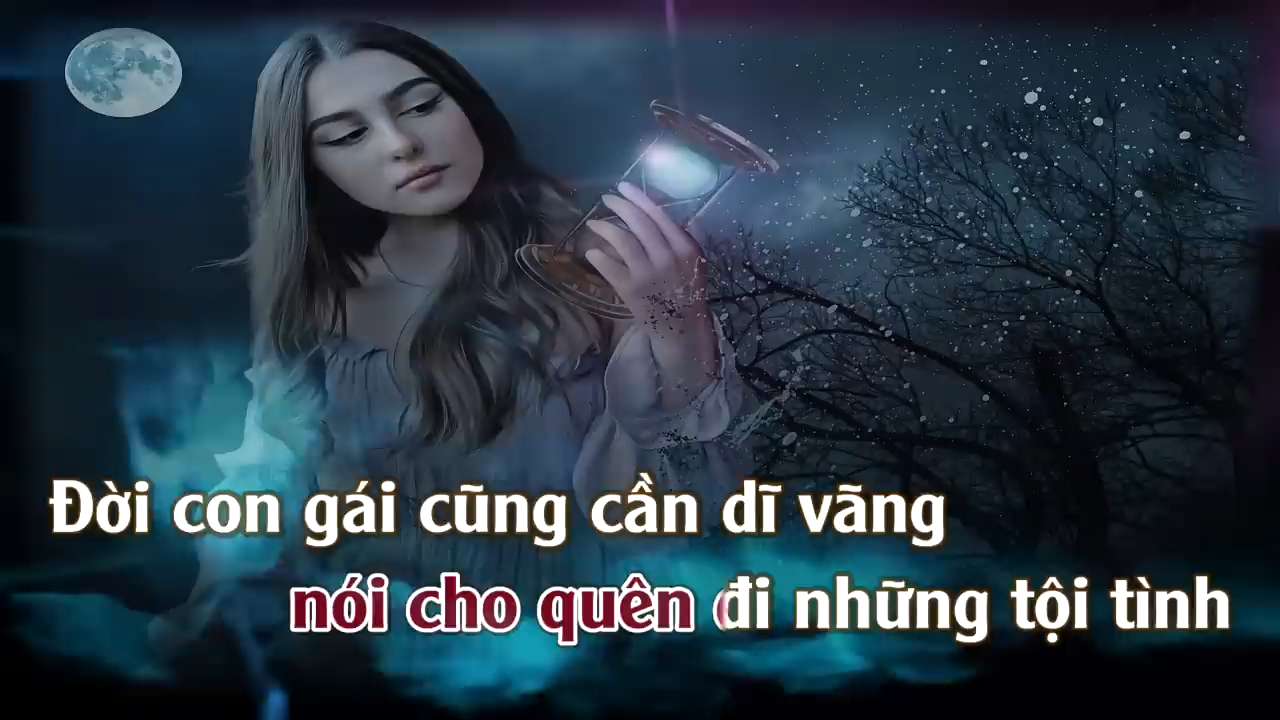 Đời con gái cũng cần dĩ vãng
nói cho quên đi những tội tình